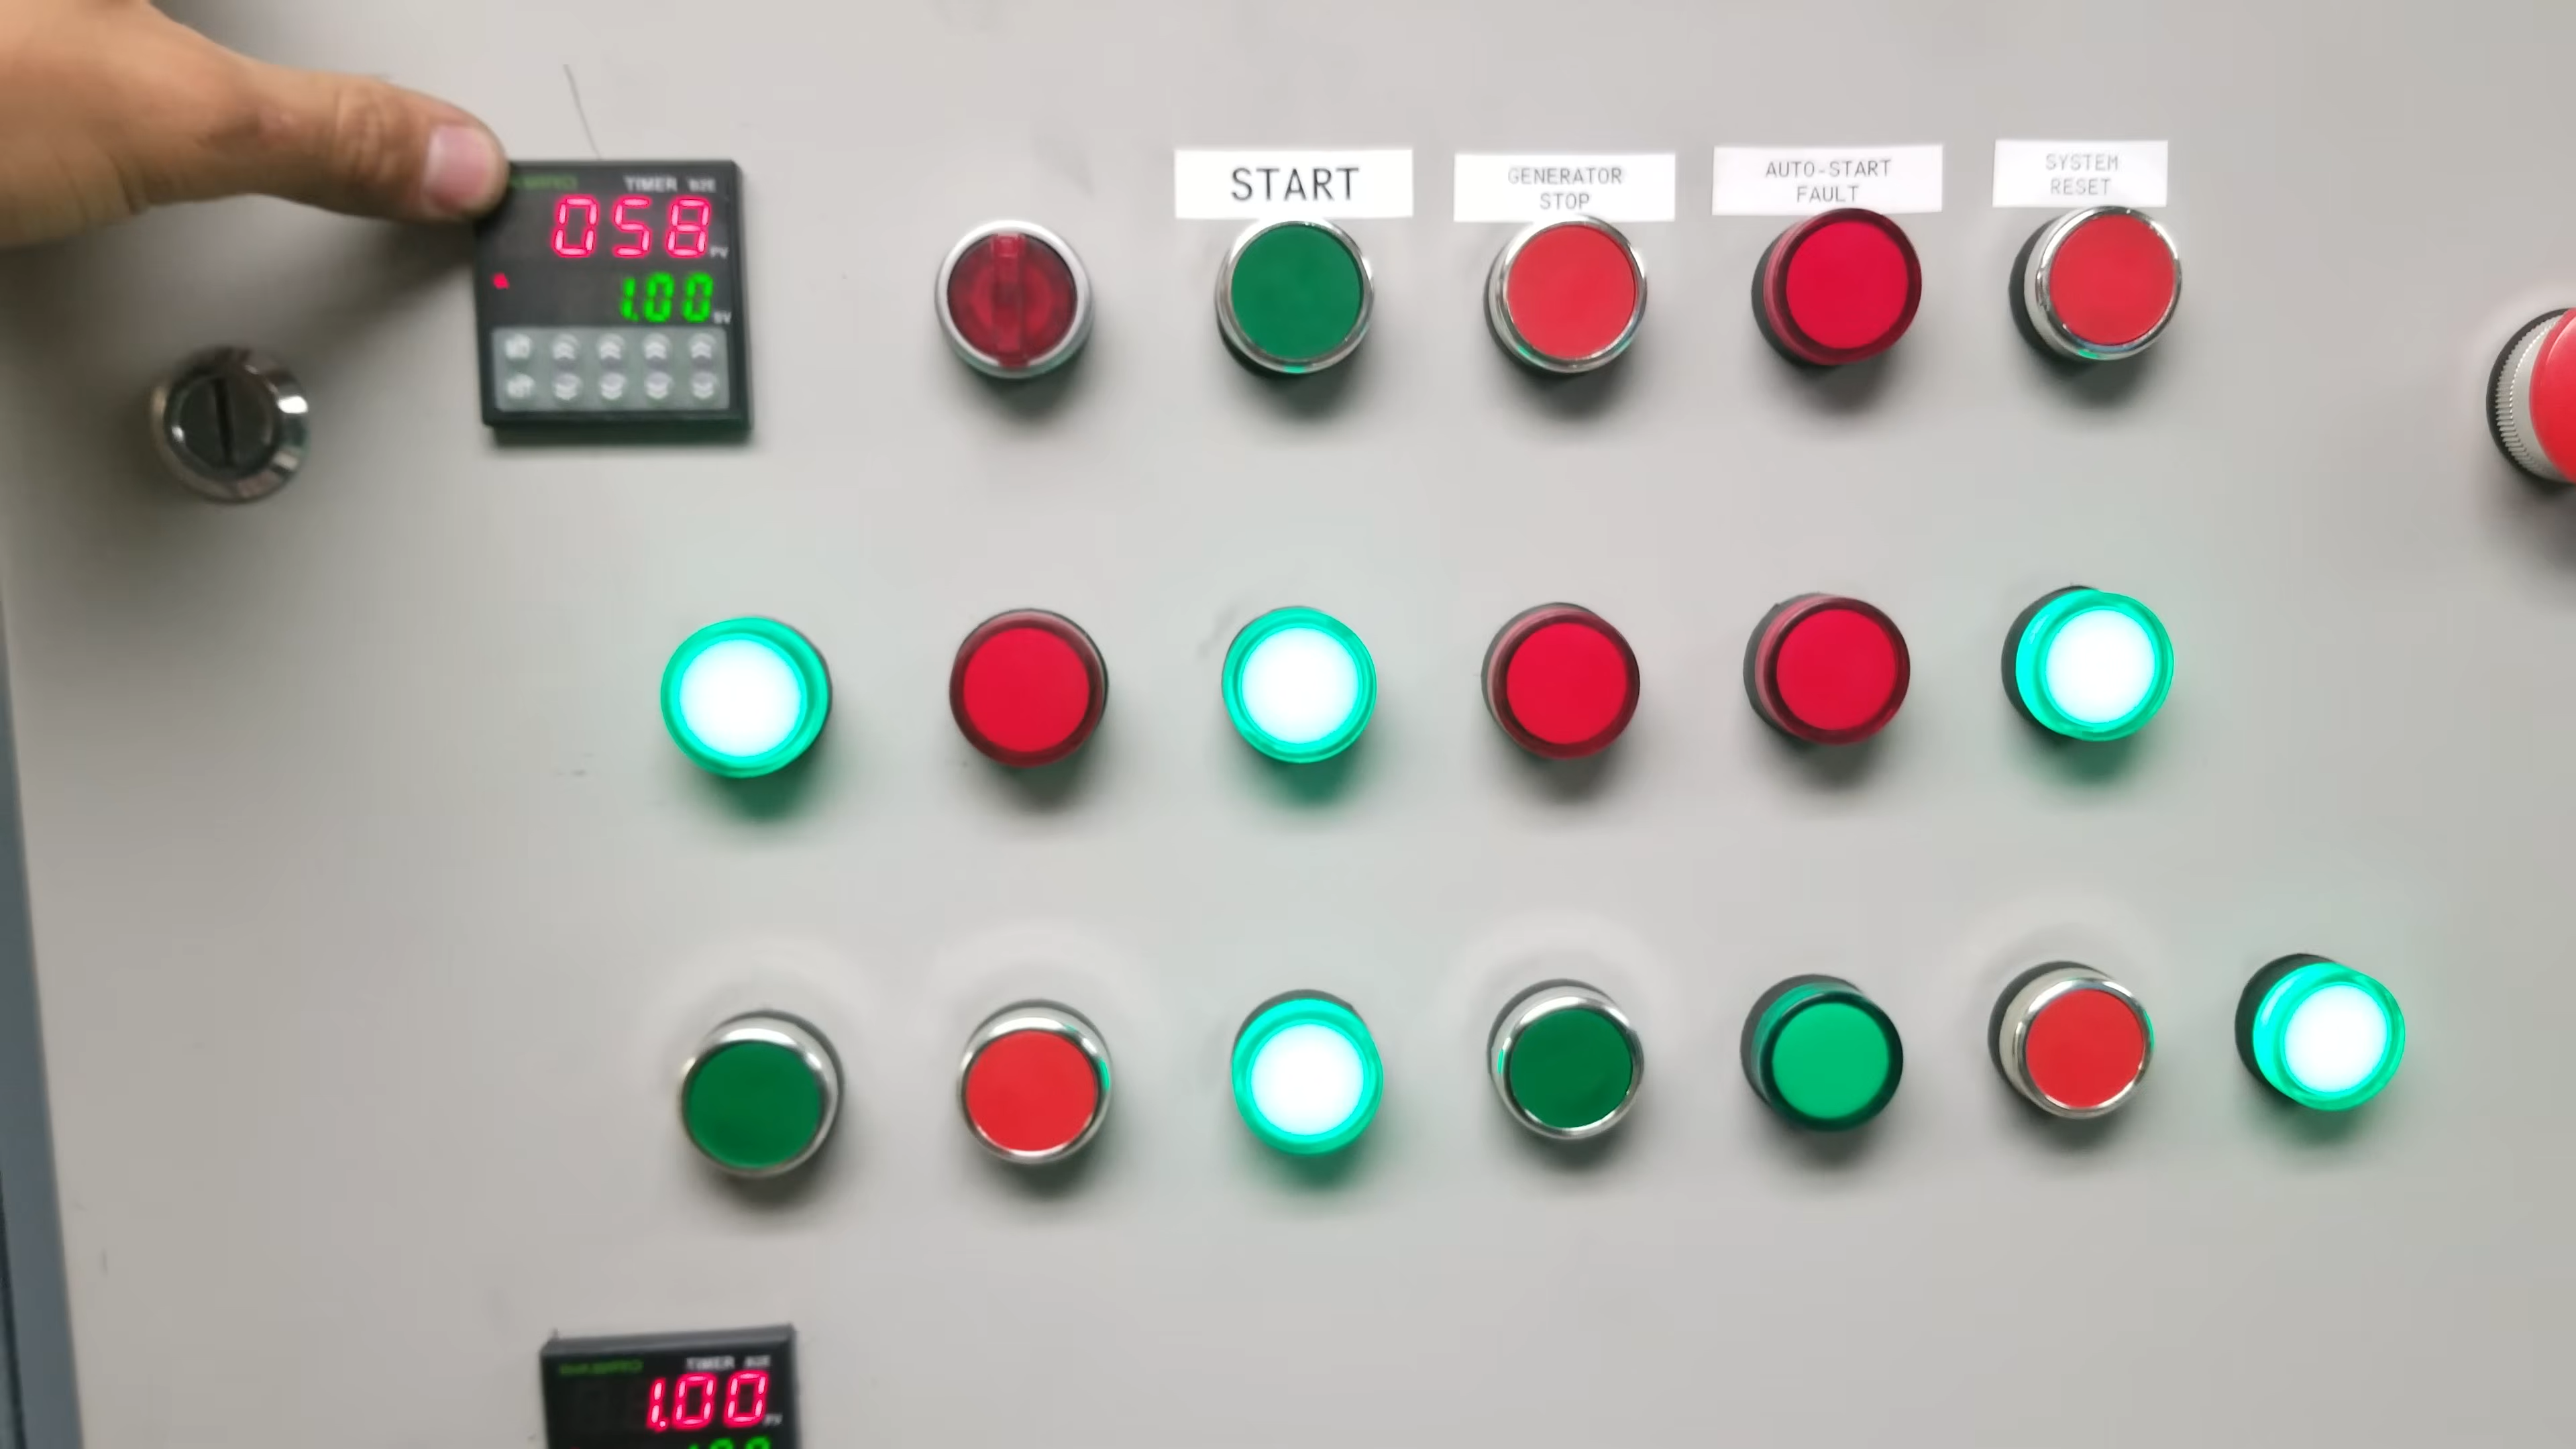 TIMER
058 PV
1.00 SV
START
GENERATOR
STOP
AUTO-START
FAULT
SYSTEM
RESET
TIMER
1.00 PV